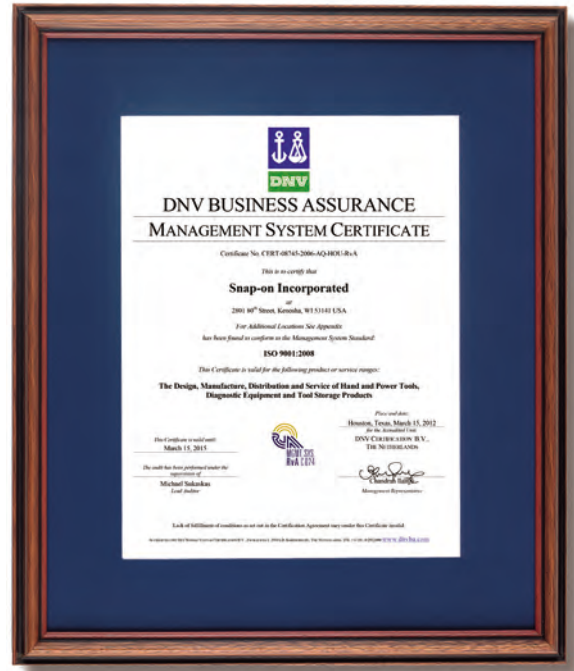 DNV
DNV BUSINESS ASSURANCE
MANAGEMENT SYSTEM CERTIFICATE
Certificate No. CERT-08745-2006-AQ-HOU-RvA
This is to certify that
Snap-on Incorporated
at
2801 80th Street, Kenosha, WI 53141 USA
For Additional Locations See Appendix
has been found to conform to the Management System Standard:
ISO 9001:2008
This Certificate is valid for the following product or service ranges:
The Design, Manufacture, Distribution and Service of Hand and Power Tools,
Diagnostic Equipment and Tool Storage Products
Place and date:
Houston, Texas, March 15, 2012
for the Accredited Unit:
DNV CERTIFICATION B.V.,
THE NETHERLANDS
This Certificate is valid until:
March 15, 2015
RvA
MGMT. SYS.
RvA C 024
The audit has been performed under the
supervision of
Michael
Lead Auditor
Management Representative
Lack of fulfilment of conditions as set out in the Certification Agreement may render this Certificate invalid.